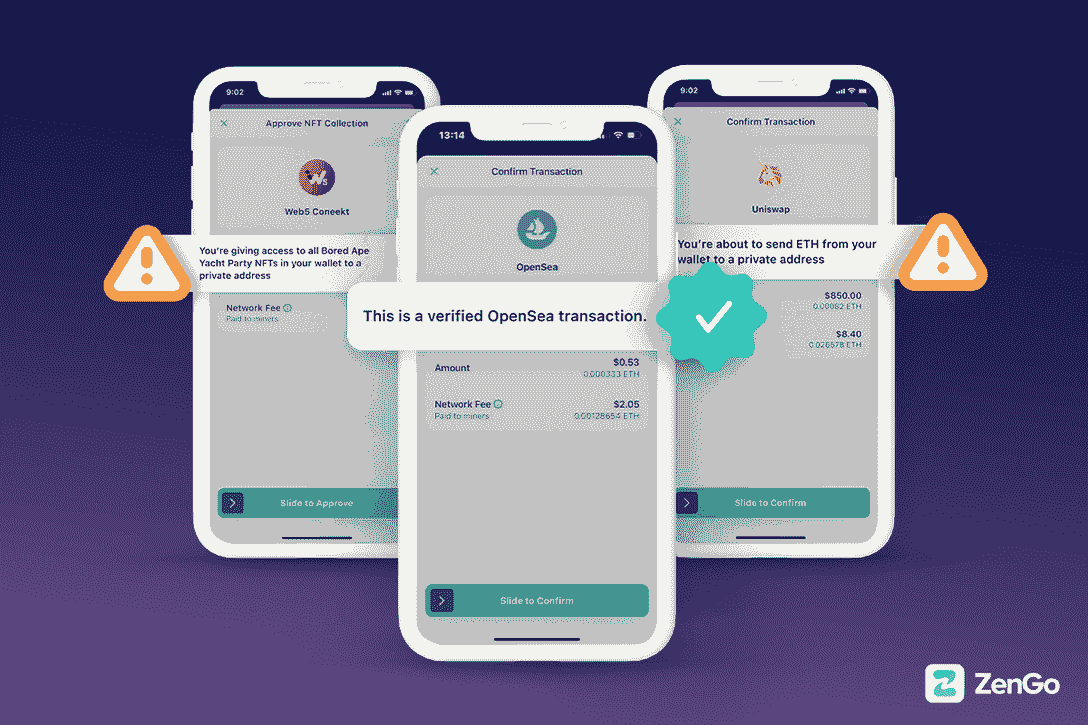 9:02
Approve NFT Collection
Web5 Coneekt
You're giving access to all Bored Ape
Yacht Party NFTs in your wallet to a
private address
Network Fee
Paid to miners
Slide to Approve
13:14
Confirm Transaction
OpenSea
This is a verified OpenSea transaction.
Amount
$0.53
0.000333 ETH
Network Fee
$2.05
Paid to miners
0.00128654 ETH
Slide to Confirm
9:02
Confirm Transaction
Uniswap
You're about to send ETH from your
wallet to a private address
$850.00
0.00082 ETH
$8.40
0.026578 ETH
Slide to Confirm
ZenGo